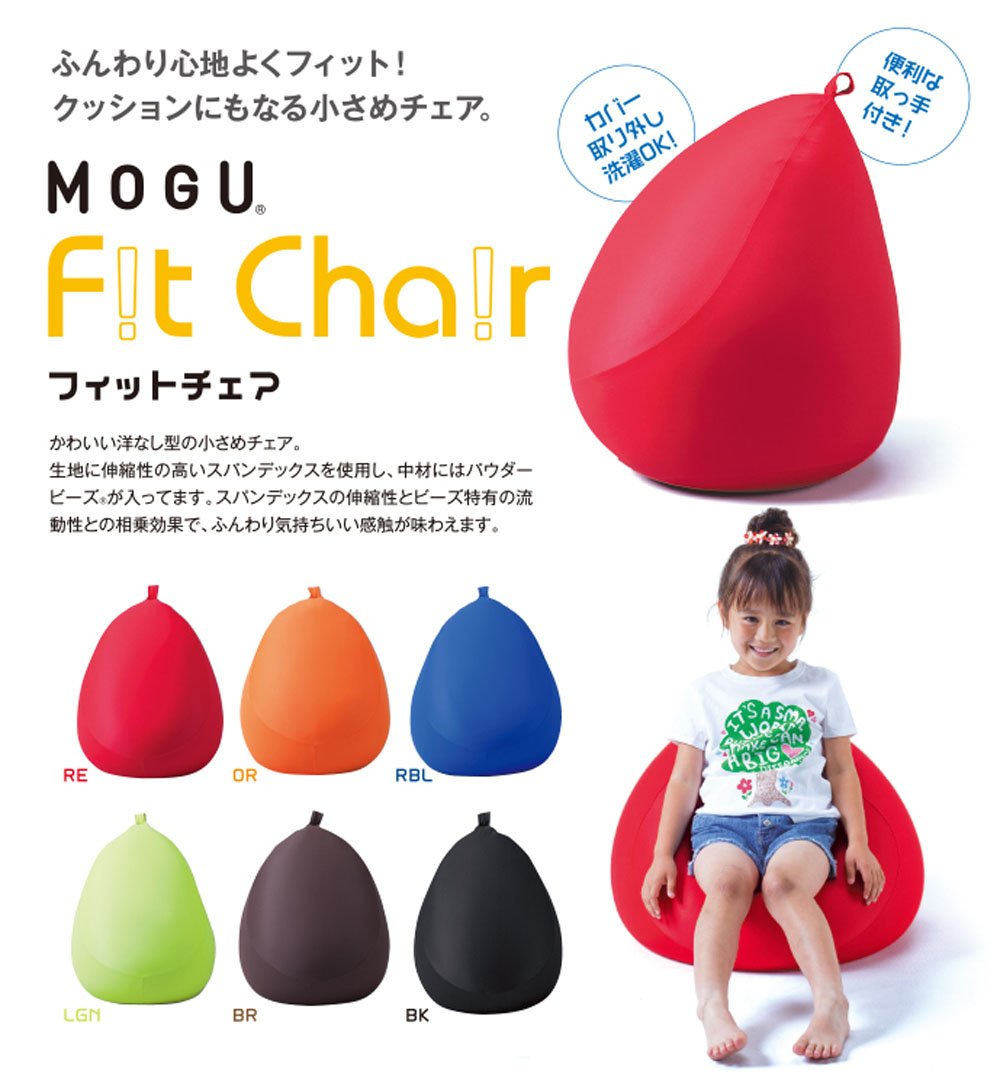 ふんわり心地よくフィット!
クッションにもなる小さめチェア。
カバー
取り外し
洗濯OK!
便利な
取っ手
付き!
MOGU®
F!t Cha!r
フィットチェア
かわいい洋なし型の小さめチェア。
生地に伸縮性の高いスパンデックスを使用し、中材にはパウダー
ビーズ®が入ってます。スパンデックスの伸縮性とビーズ特有の流
動性との相乗効果で、ふんわり気持ちいい感触が味わえます。
RE
OR
RBL
LGN
BR
BK
IT'S A SMA
WOR
MAKE CAN
A BIG